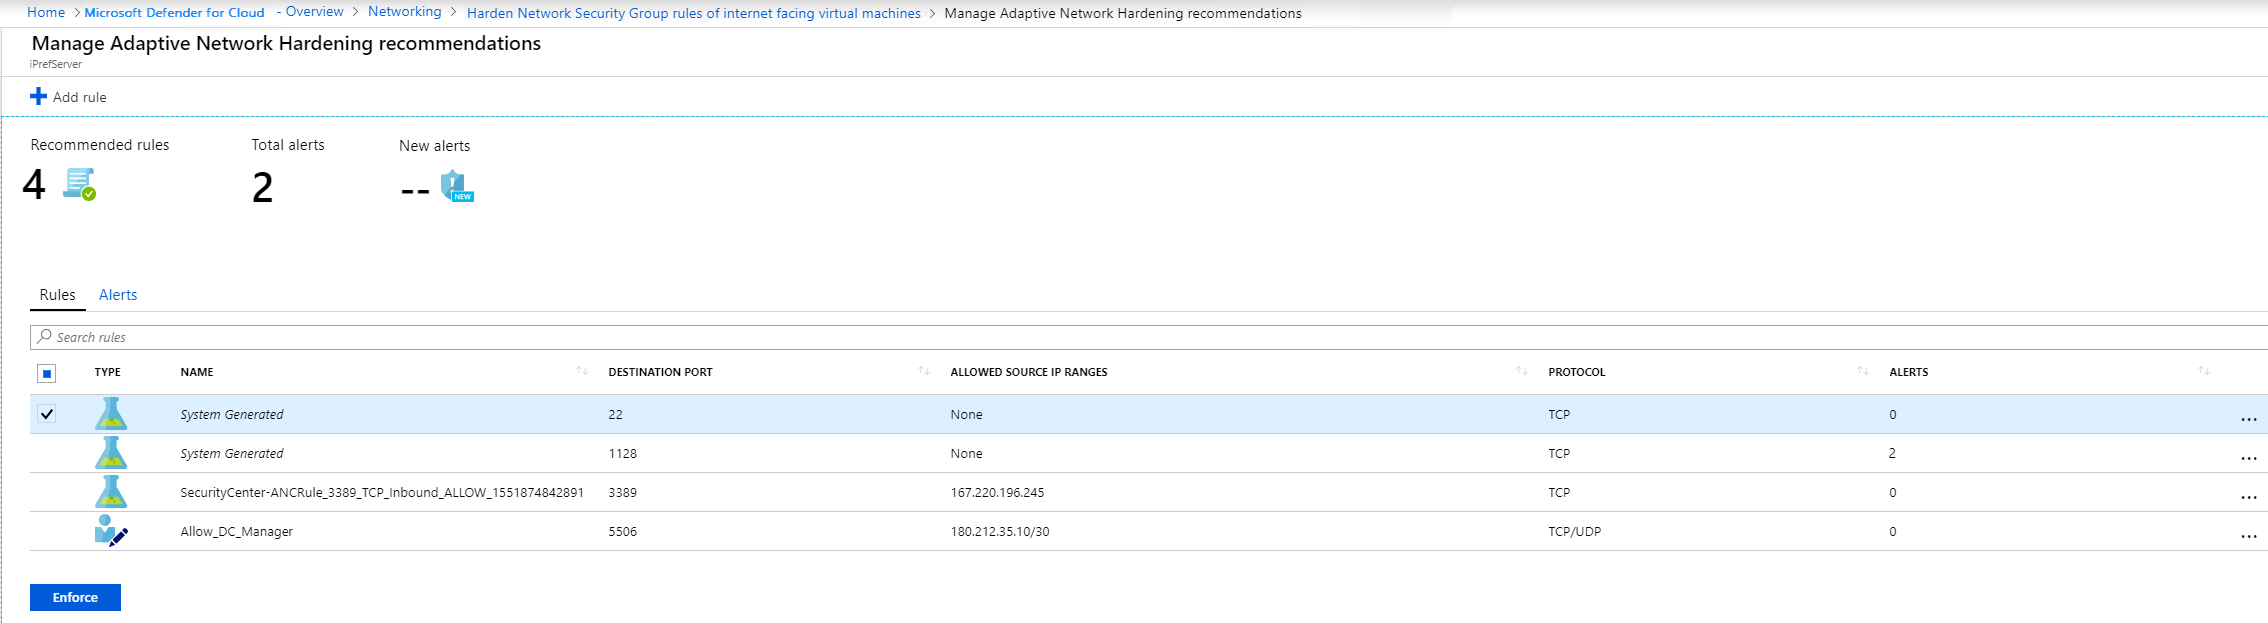 Home > Microsoft Defender for Cloud - Overview > Networking > Harden Network Security Group rules of internet facing virtual machines > Manage Adaptive Network Hardening recommendations
Manage Adaptive Network Hardening recommendations
iPrefServer
Add rule
Recommended rules Total alerts New alerts
4 2 --
NEW
Rules Alerts
Search rules
TYPE NAME DESTINATION PORT ALLOWED SOURCE IP RANGES PROTOCOL ALERTS
System Generated 22 None TCP 0 ...
System Generated 1128 None TCP 2 ...
SecurityCenter-ANCRule_3389_TCP_Inbound_ALLOW_1551874842891 3389 167.220.196.245 TCP 0 ...
Allow_DC_Manager 5506 180.212.35.10/30 TCP/UDP 0 ...
Enforce